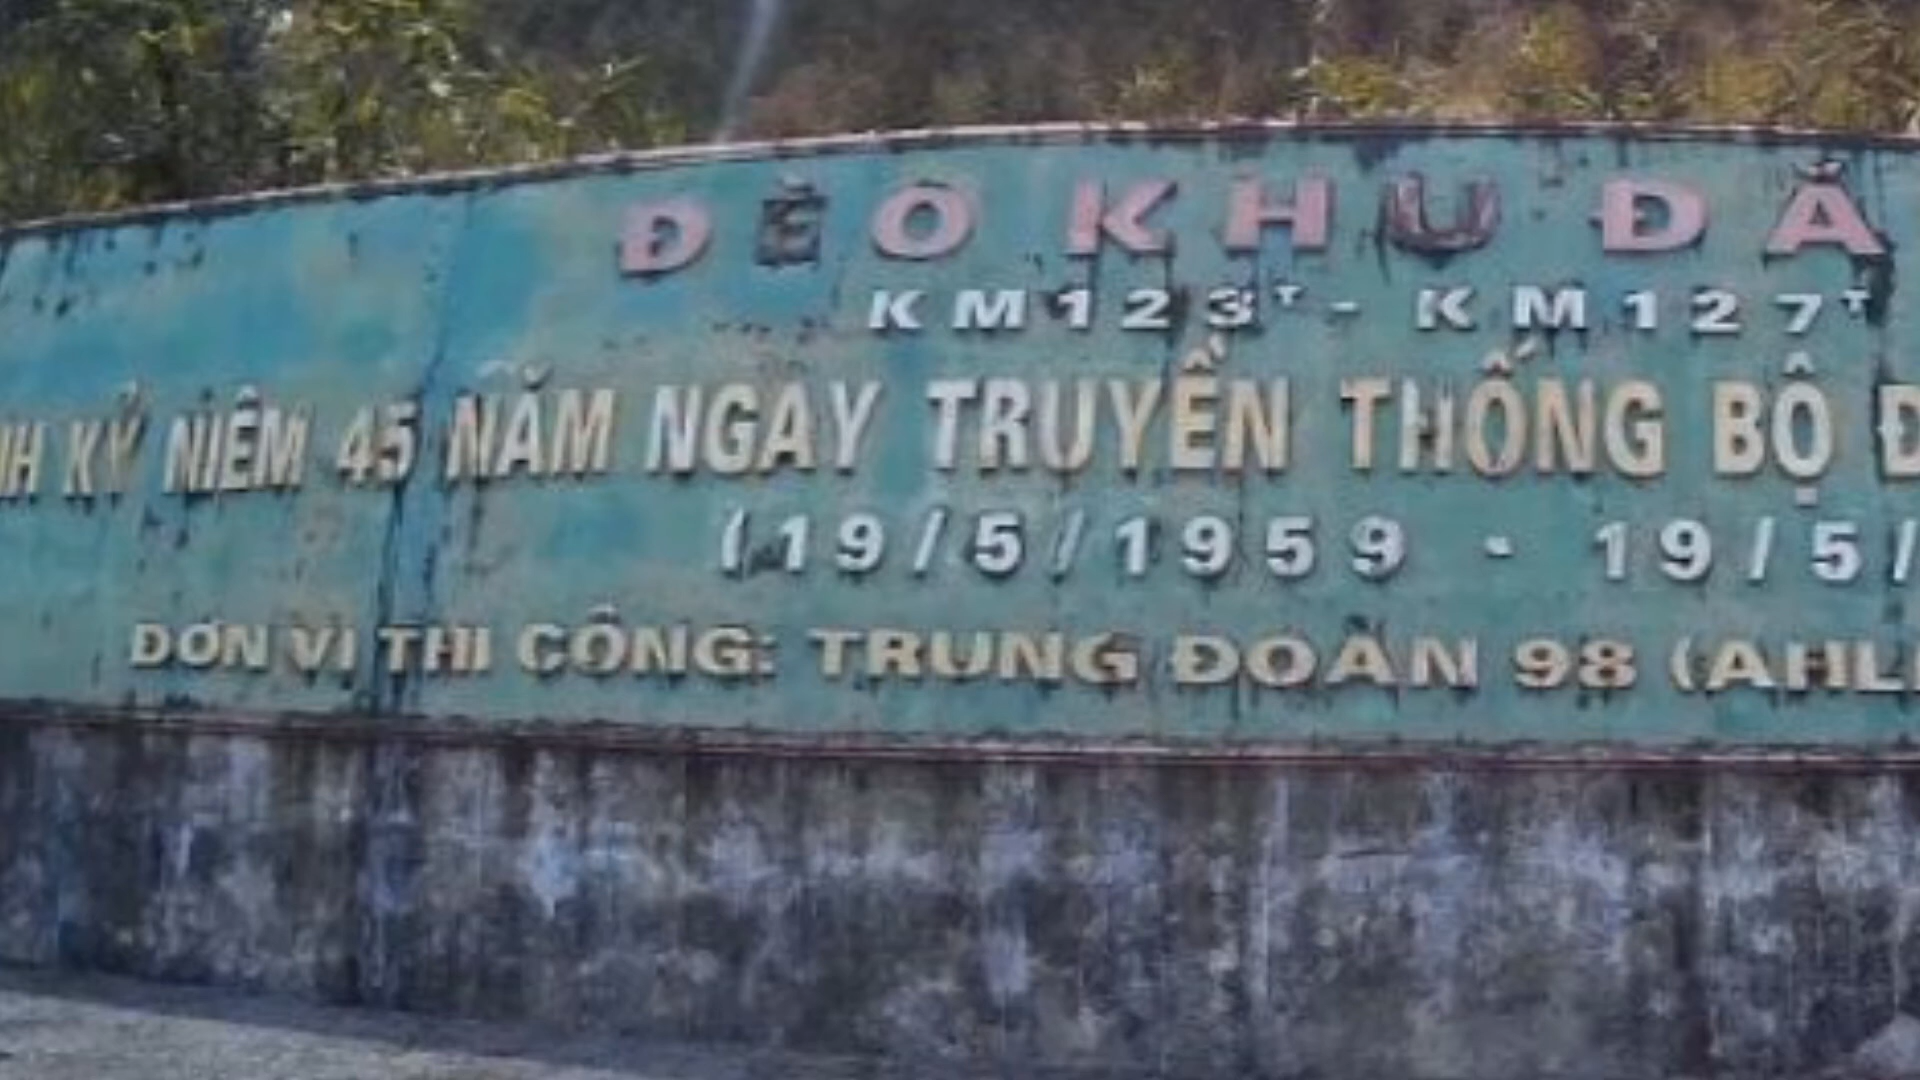 ĐÈO KHU ĐĂ
KM123ᵀ - KM127ᵀ
NH KỶ NIỆM 45 NĂM NGÀY TRUYỀN THỐNG BỘ Đ
(19/5/1959 - 19/5/
ĐƠN VỊ THI CÔNG: TRUNG ĐOÀN 98 (AHL